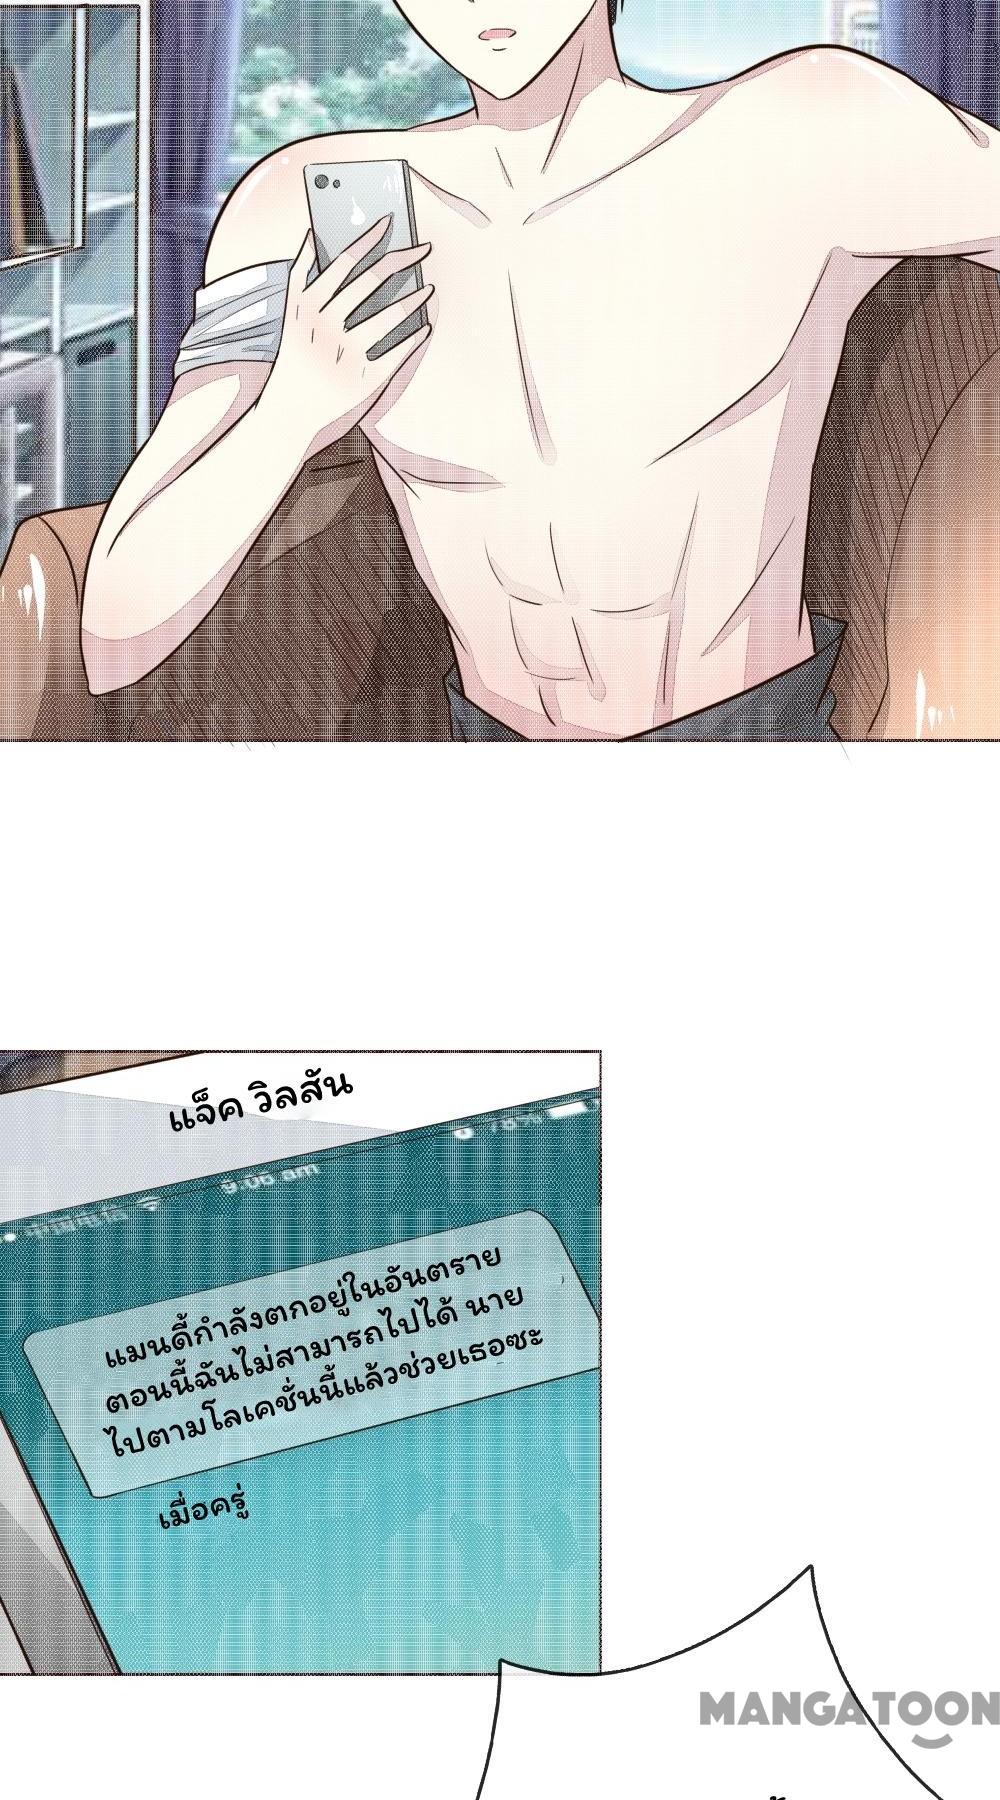 แจ็ค วิลสัน
78%
9:06 am
แมนดี้กำลังตกอยู่ในอันตราย
ตอนนี้ฉันไม่สามารถไปได้ นาย
ไปตามโลเคชั่นนี้แล้วช่วยเธอซะ
เมื่อครู่
MANGATOON